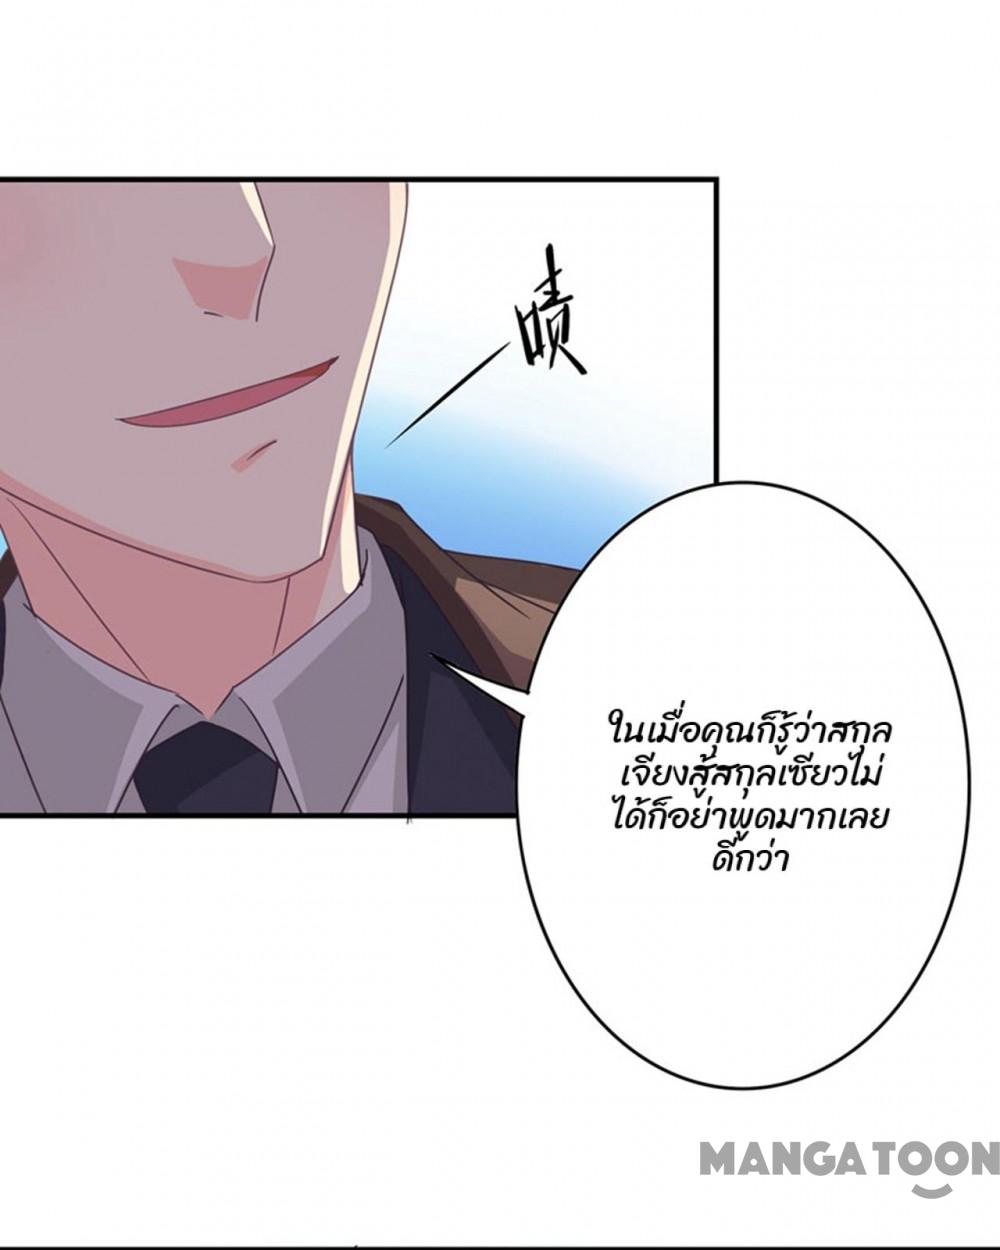 啧
ในเมื่อคุณก็รู้ว่าสกุล
เจียงสู้สกุลเซียวไม่
ได้ก็อย่าพูดมากเลย
ดีกว่า
MANGATOON